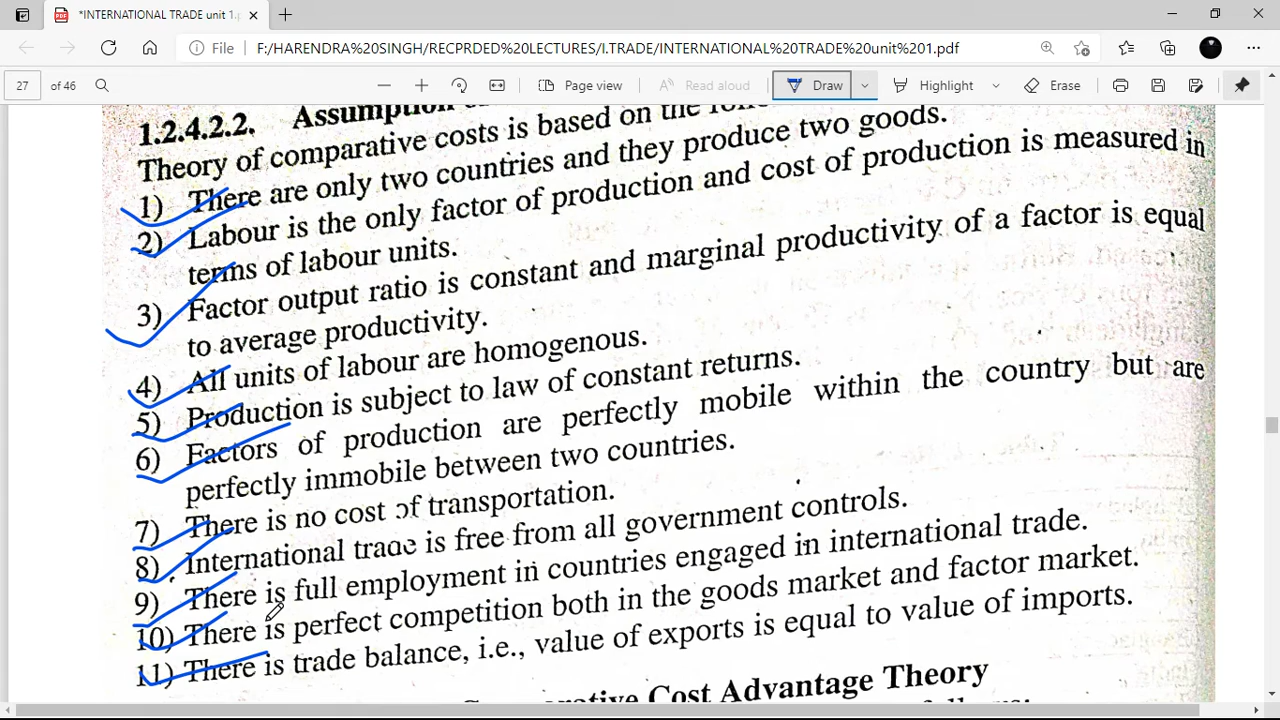 *INTERNATIONAL TRADE unit 1.p
File F:/HARENDRA%20SINGH/RECPRDED%20LECTURES/I.TRADE/INTERNATIONAL%20TRADE%20unit%201.pdf
27 of 46 Page view Read aloud Draw Highlight Erase
1.2.4.2.2. Assumption
Theory of comparative costs is based on the
1) There are only two countries and they produce two goods.
2) Labour is the only factor of production and cost of production is measured in
terms of labour units.
3) Factor output ratio is constant and marginal productivity of a factor is equal
to average productivity.
4) All units of labour are homogenous.
5) Production is subject to law of constant returns.
6) Factors of production are perfectly mobile within the country but are
perfectly immobile between two countries.
7) There is no cost of transportation.
8) International trade is free from all government controls.
9) There is full employment in countries engaged in international trade.
10) There is perfect competition both in the goods market and factor market.
11) There is trade balance, i.e., value of exports is equal to value of imports.
Cost Advantage Theory